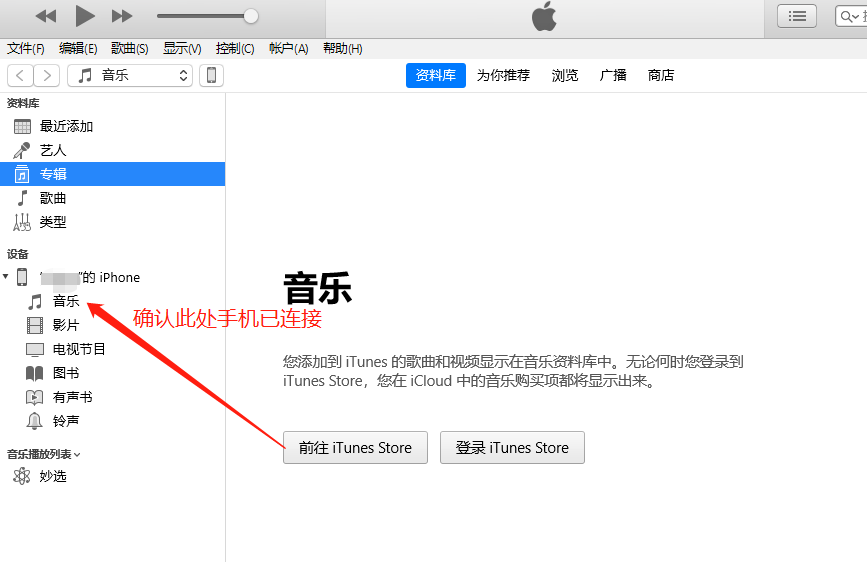 文件(F) 编辑(E) 歌曲(S) 显示(V) 控制(C) 帐户(A) 帮助(H)
音乐
资料库 为你推荐 浏览 广播 商店
资料库
最近添加
艺人
专辑
歌曲
类型
设备
“ ”的 iPhone
音乐
影片
电视节目
图书
有声书
铃声
音乐播放列表
妙选
音乐
确认此处手机已连接
您添加到 iTunes 的歌曲和视频显示在音乐资料库中。无论何时您登录到
iTunes Store，您在 iCloud 中的音乐购买项都将显示出来。
前往 iTunes Store
登录 iTunes Store